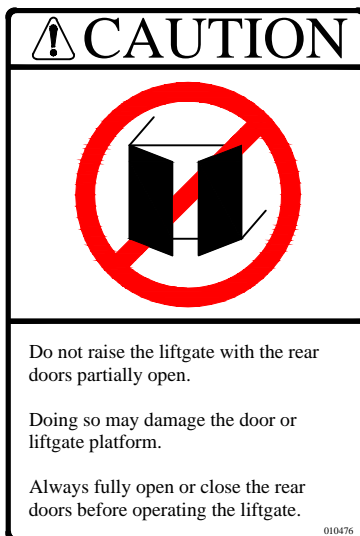 CAUTION
Do not raise the liftgate with the rear
doors partially open.
Doing so may damage the door or
liftgate platform.
Always fully open or close the rear
doors before operating the liftgate.
010476